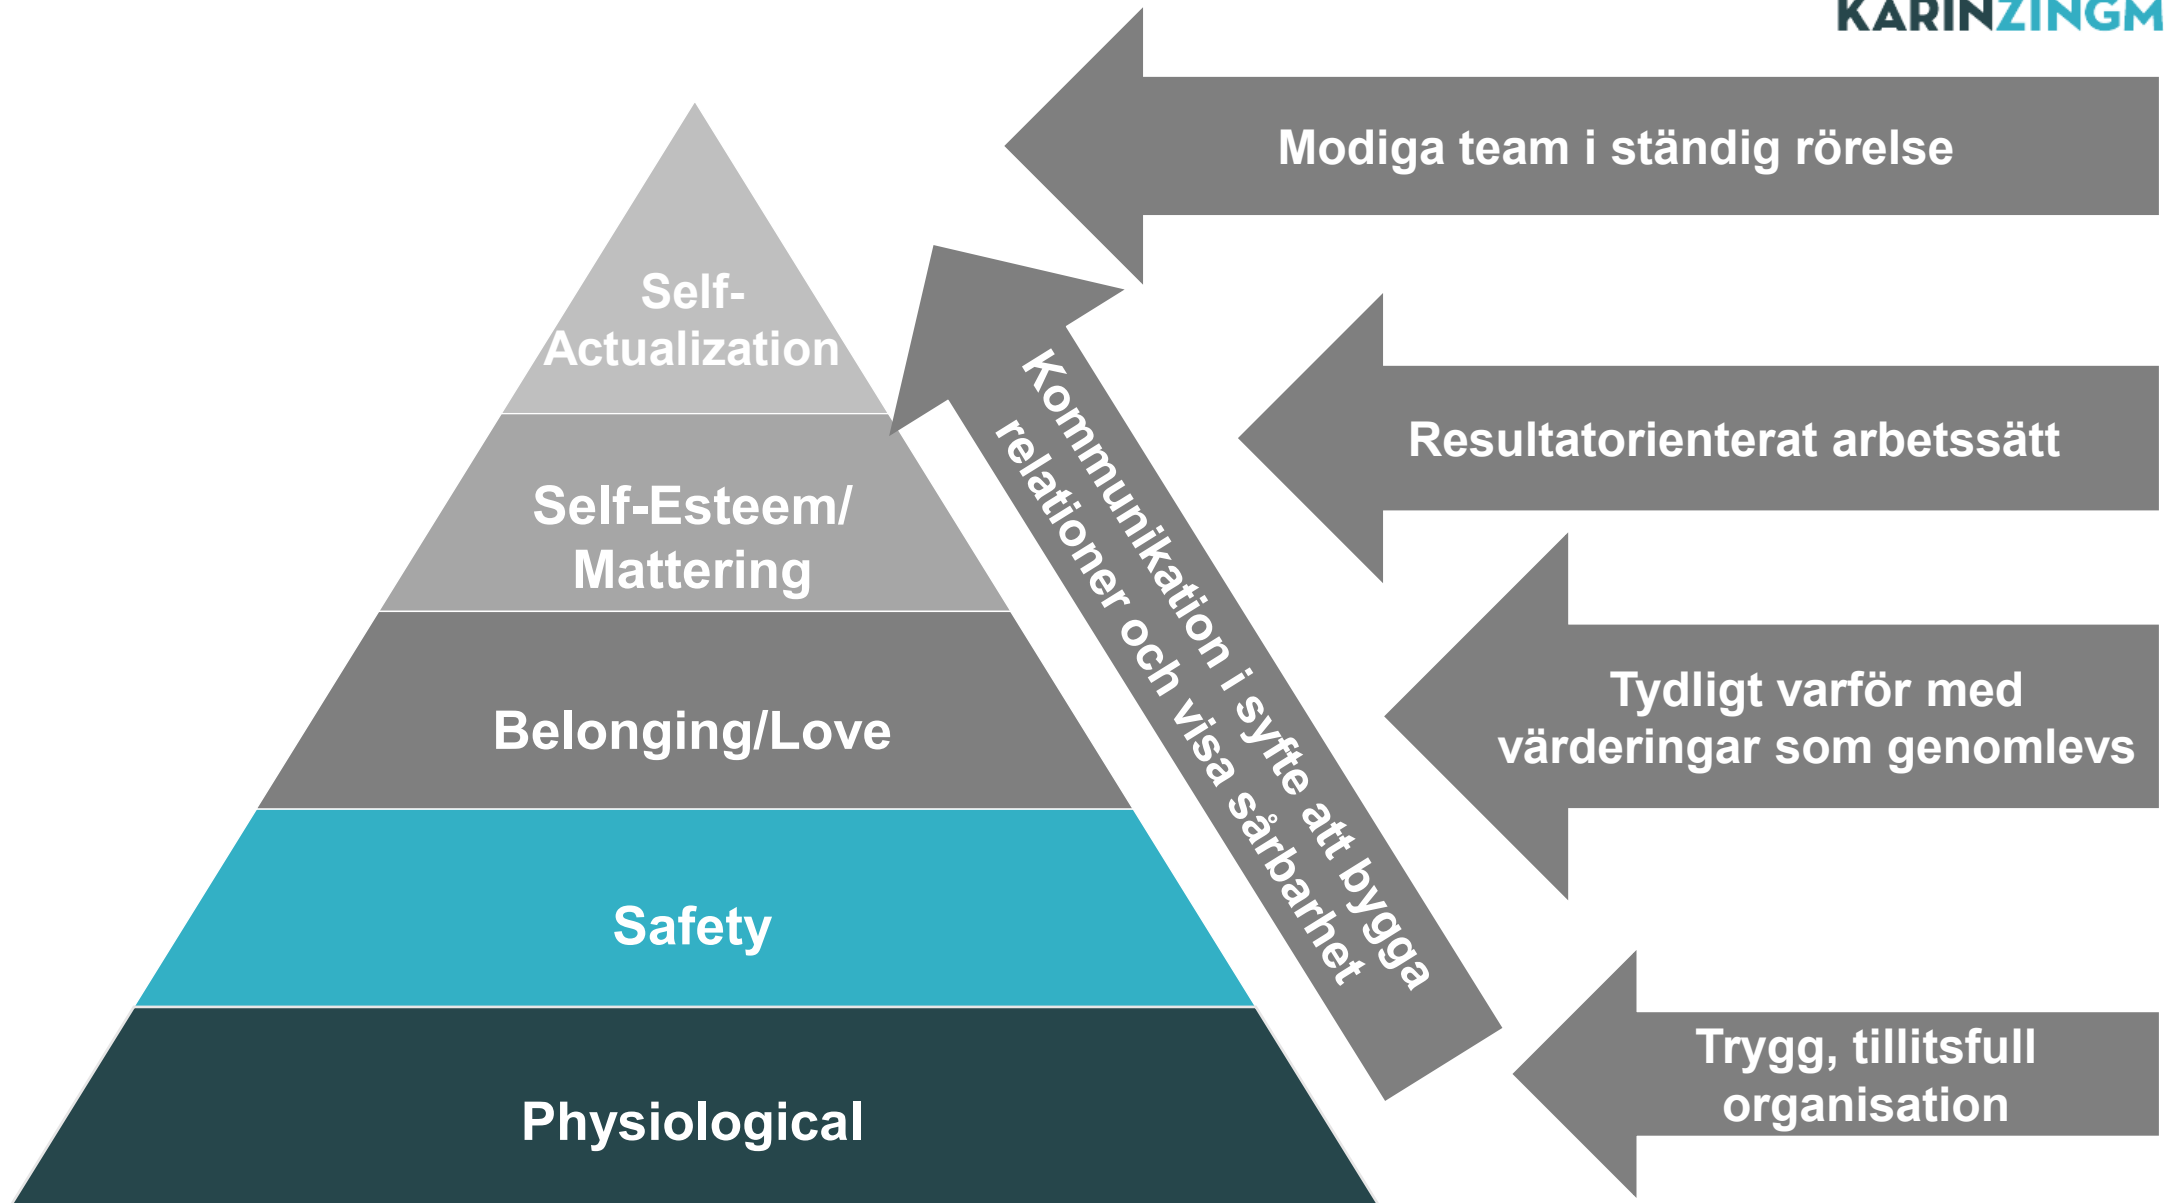 KARINZINGM
Modiga team i ständig rörelse
Self-
Actualization
Resultatorienterat arbetssätt
Kommunikation i syfte att bygga
relationer och visa sårbarhet
Self-Esteem/
Mattering
Tydligt varför med
värderingar som genomlevs
Belonging/Love
Safety
Trygg, tillitsfull
organisation
Physiological